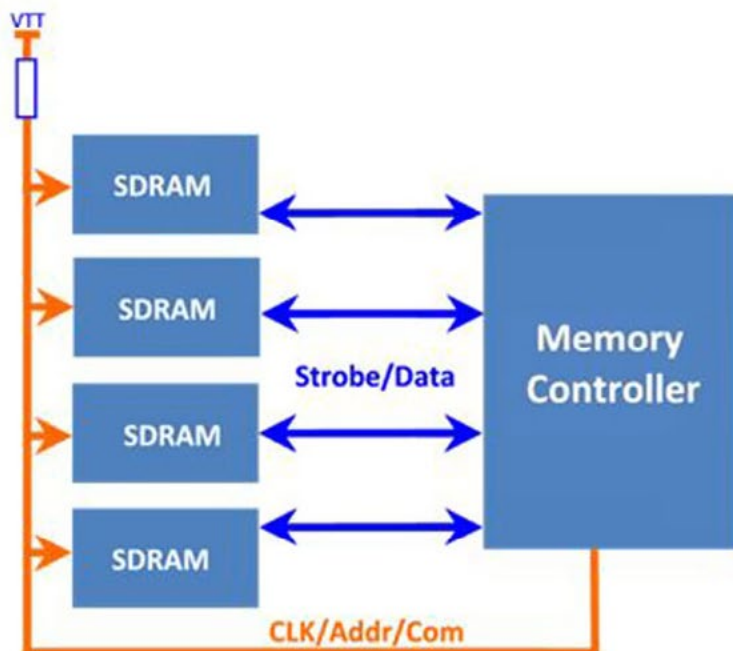 VTT
SDRAM
SDRAM
Strobe/Data
Memory
Controller
SDRAM
SDRAM
CLK/Addr/Com